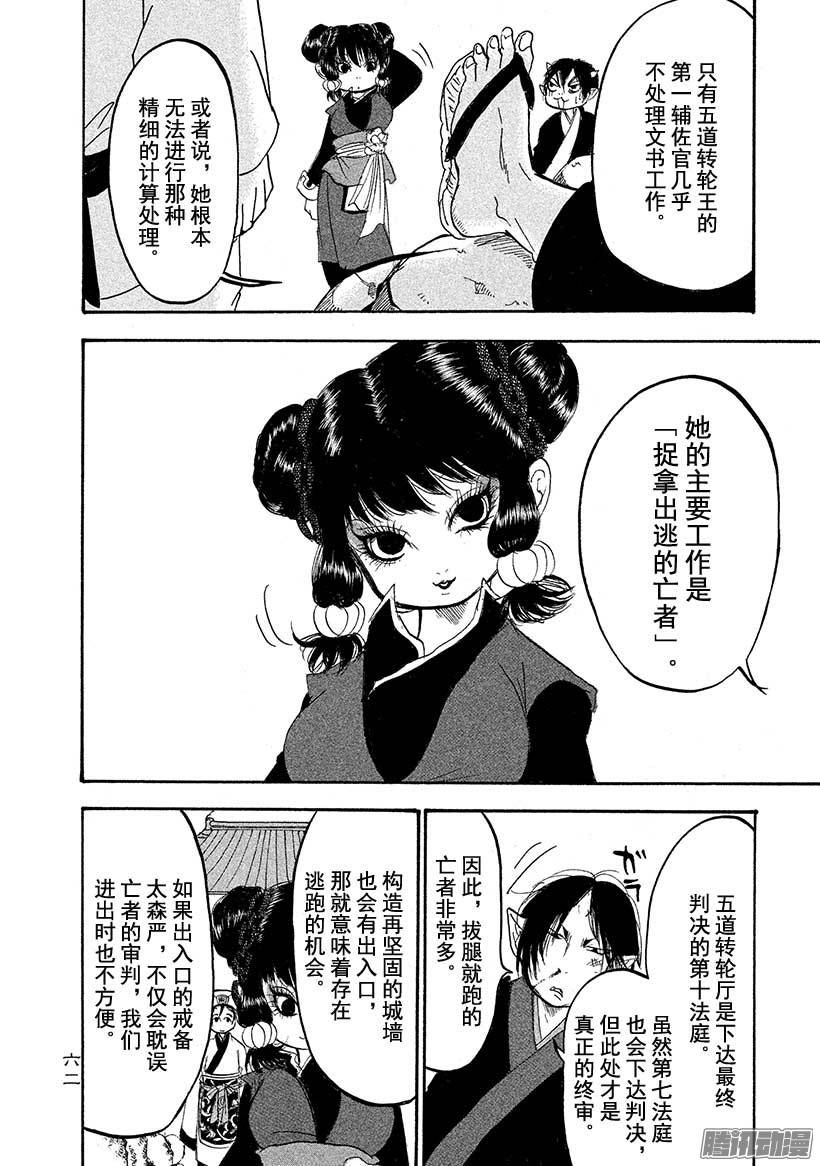 只有五道转轮王的
第一辅佐官几乎
不处理文书工作。
或者说，她根本
无法进行那种
精细的计算处理。
她的主要工作是
「捉拿出逃的亡者」。
五道转轮厅是下达最终
判决的第十法庭。
虽然第七法庭
也会下达判决，
但此处才是
真正的终审。
ガラ
因此，拔腿就跑的
亡者非常多。
构造再坚固的城墙
也会有出入口，
那就意味着存在
逃跑的机会。
如果出入口的戒备
太森严，不仅会耽误
亡者的审判，我们
进出时也不方便。
六二
腾讯动漫